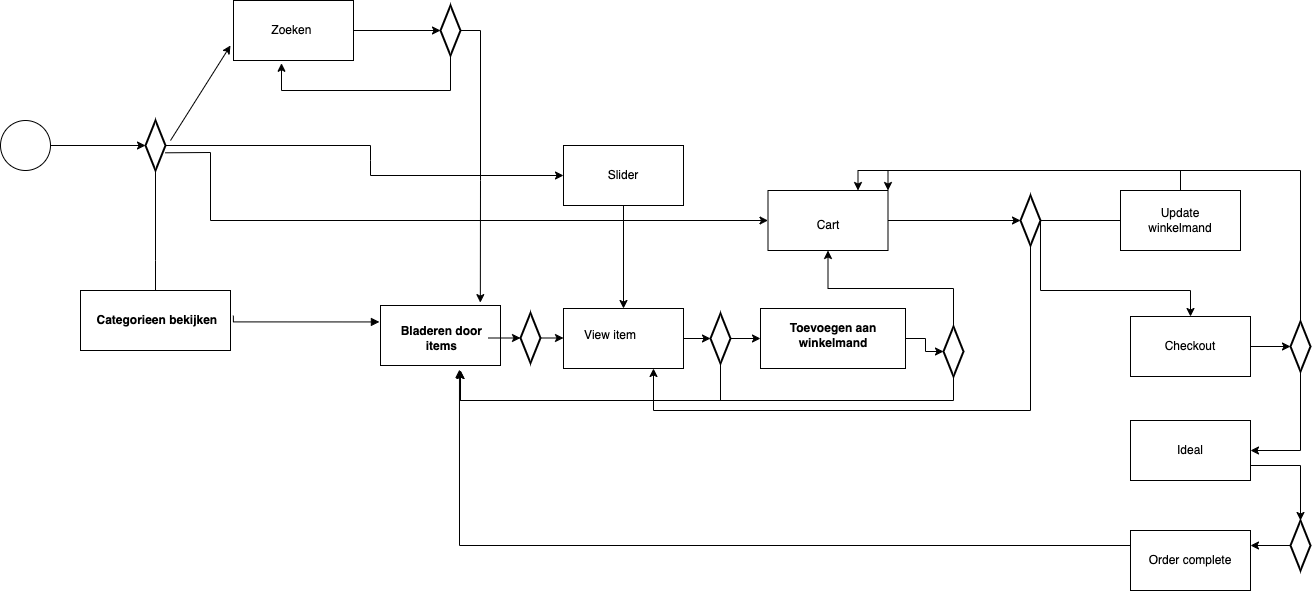 Zoeken
Slider
Cart
Update
winkelmand
Categorieen bekijken
Bladeren door
items
View item
Toevoegen aan
winkelmand
Checkout
Ideal
Order complete